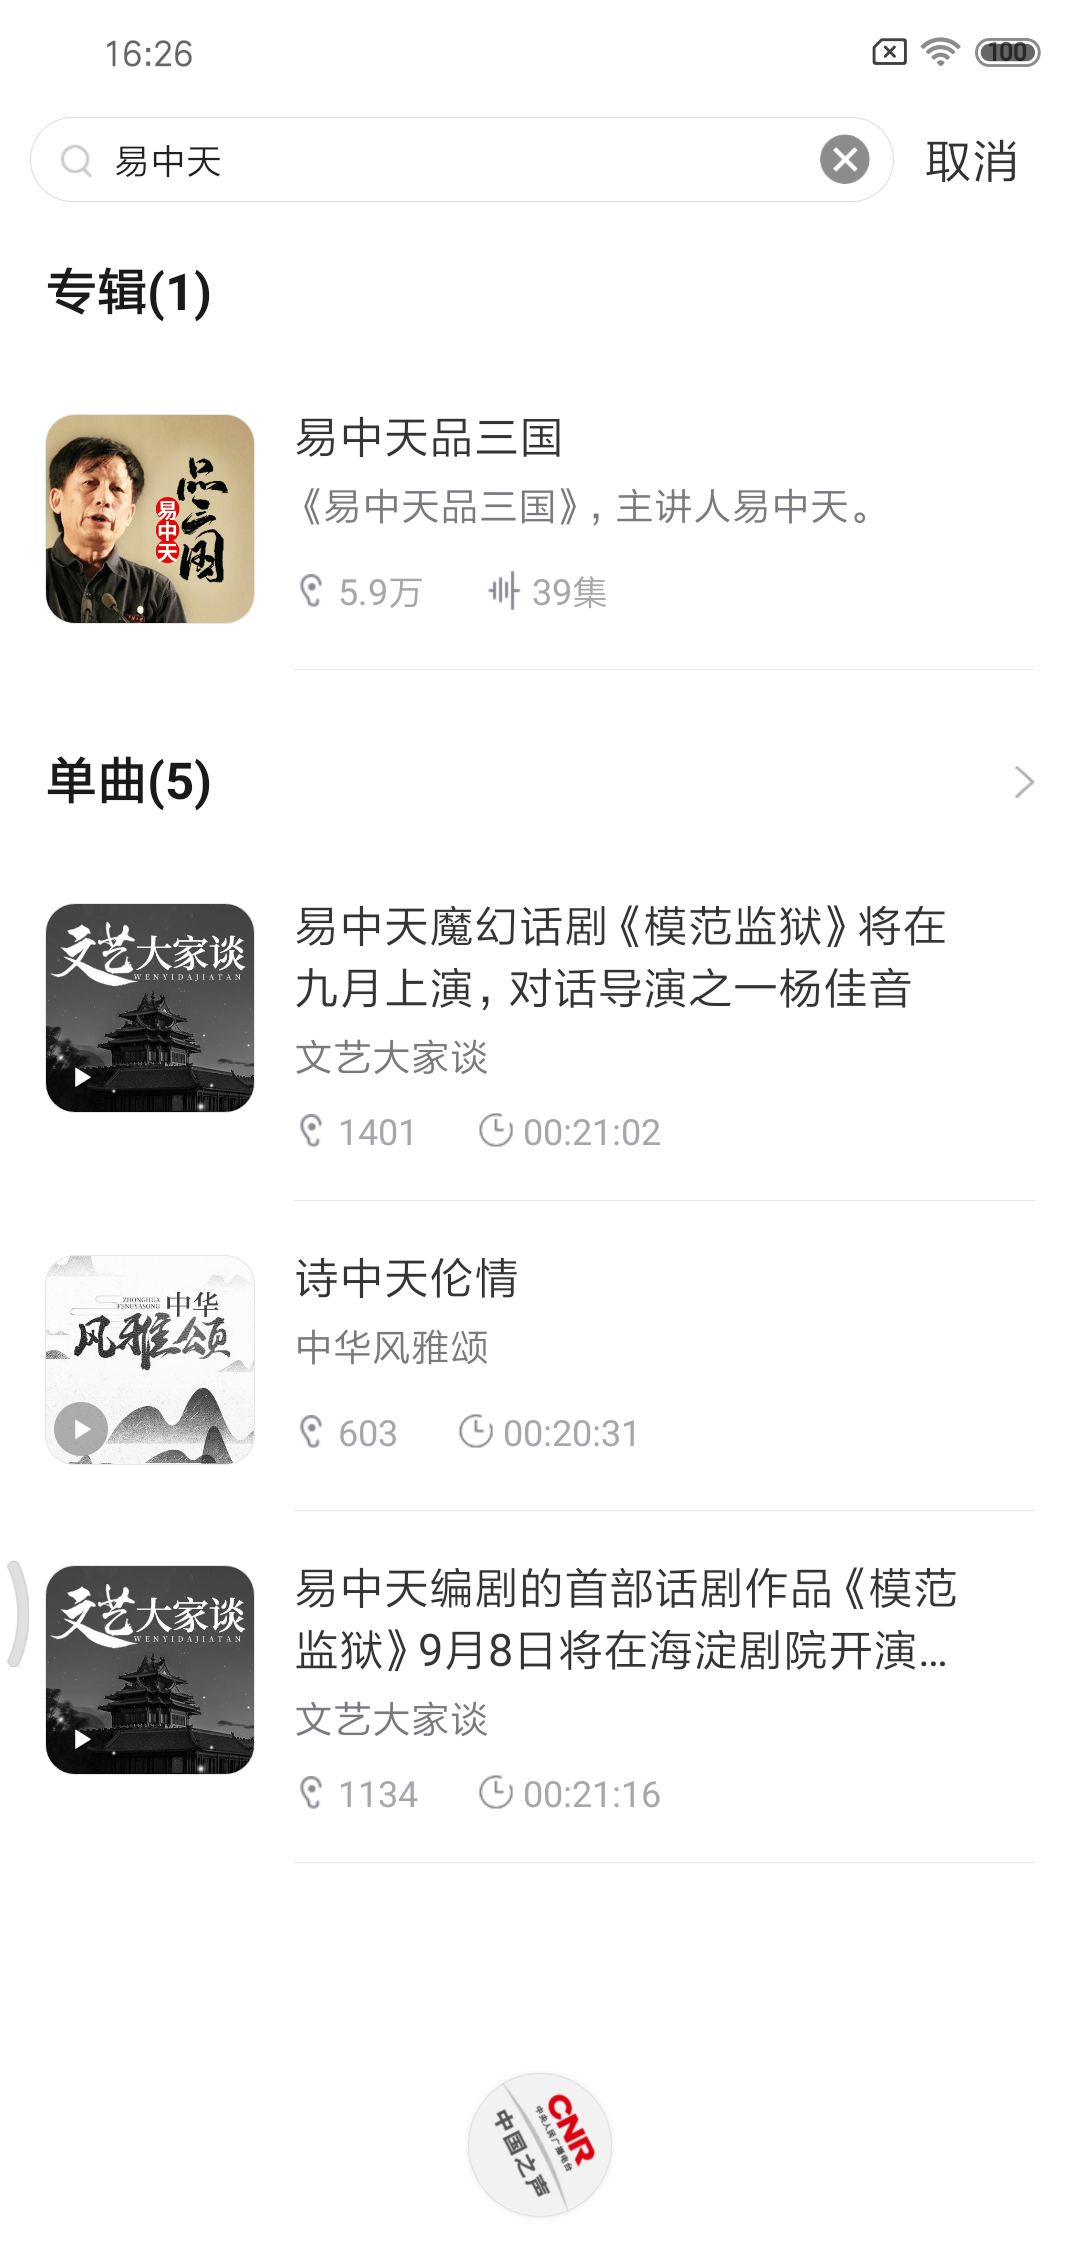 16:26
100
易中天
取消
专辑(1)
品三国
易中天
易中天品三国
《易中天品三国》，主讲人易中天。
5.9万
39集
单曲(5)
文艺大家谈
WENYIDAJIATAN
易中天魔幻话剧《模范监狱》将在
九月上演，对话导演之一杨佳音
文艺大家谈
1401
00:21:02
ZHONGHUA
FENGYASONG
中华
风雅颂
诗中天伦情
中华风雅颂
603
00:20:31
文艺大家谈
WENYIDAJIATAN
易中天编剧的首部话剧作品《模范
监狱》9月8日将在海淀剧院开演...
文艺大家谈
1134
00:21:16
CNR
中央人民广播电台
中国之声